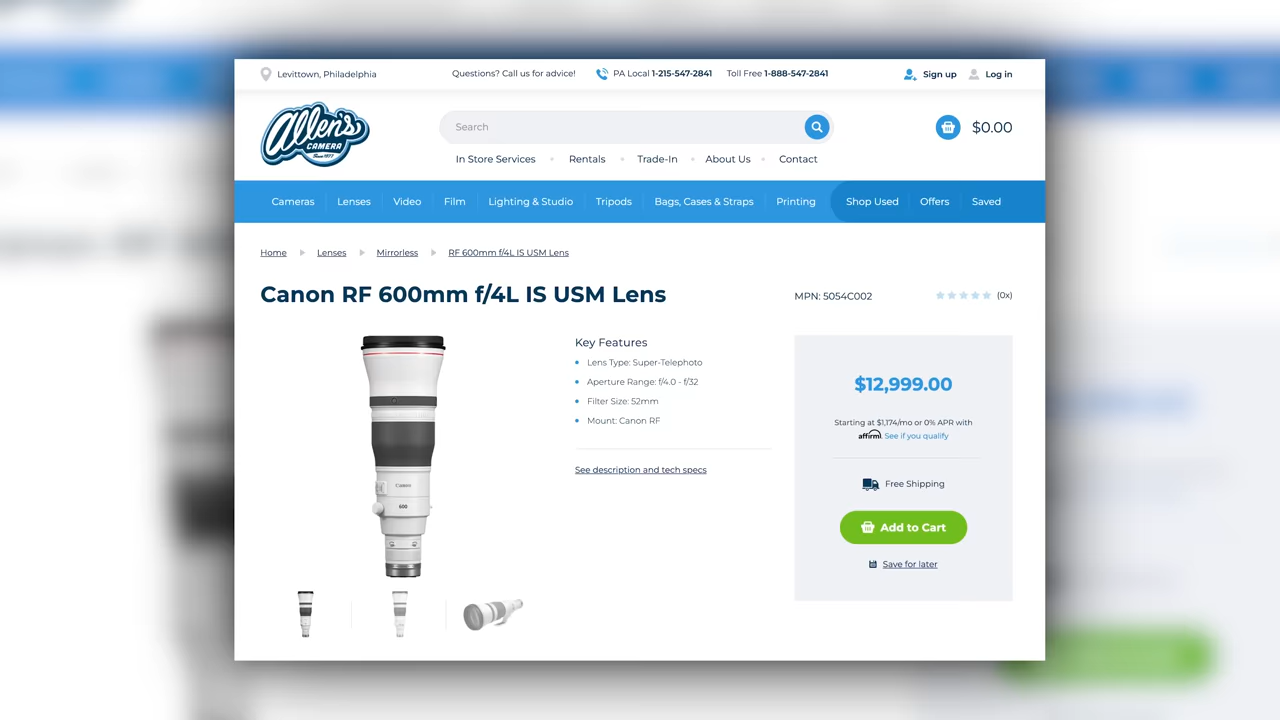 Levittown, Philadelphia
Questions? Call us for advice!
PA Local 1-215-547-2841
Toll Free 1-888-547-2841
Sign up
Log in
Allen's
CAMERA
Since 1977
Search
$0.00
In Store Services
Rentals
Trade-In
About Us
Contact
Cameras
Lenses
Video
Film
Lighting & Studio
Tripods
Bags, Cases & Straps
Printing
Shop Used
Offers
Saved
Home
Lenses
Mirrorless
RF 600mm f/4L IS USM Lens
Canon RF 600mm f/4L IS USM Lens
MPN: 5054C002
(0x)
Key Features
Lens Type: Super-Telephoto
Aperture Range: f/4.0 - f/32
Filter Size: 52mm
Mount: Canon RF
See description and tech specs
$12,999.00
Starting at $1,174/mo or 0% APR with
affirm. See if you qualify
Free Shipping
Add to Cart
Save for later
Canon
600